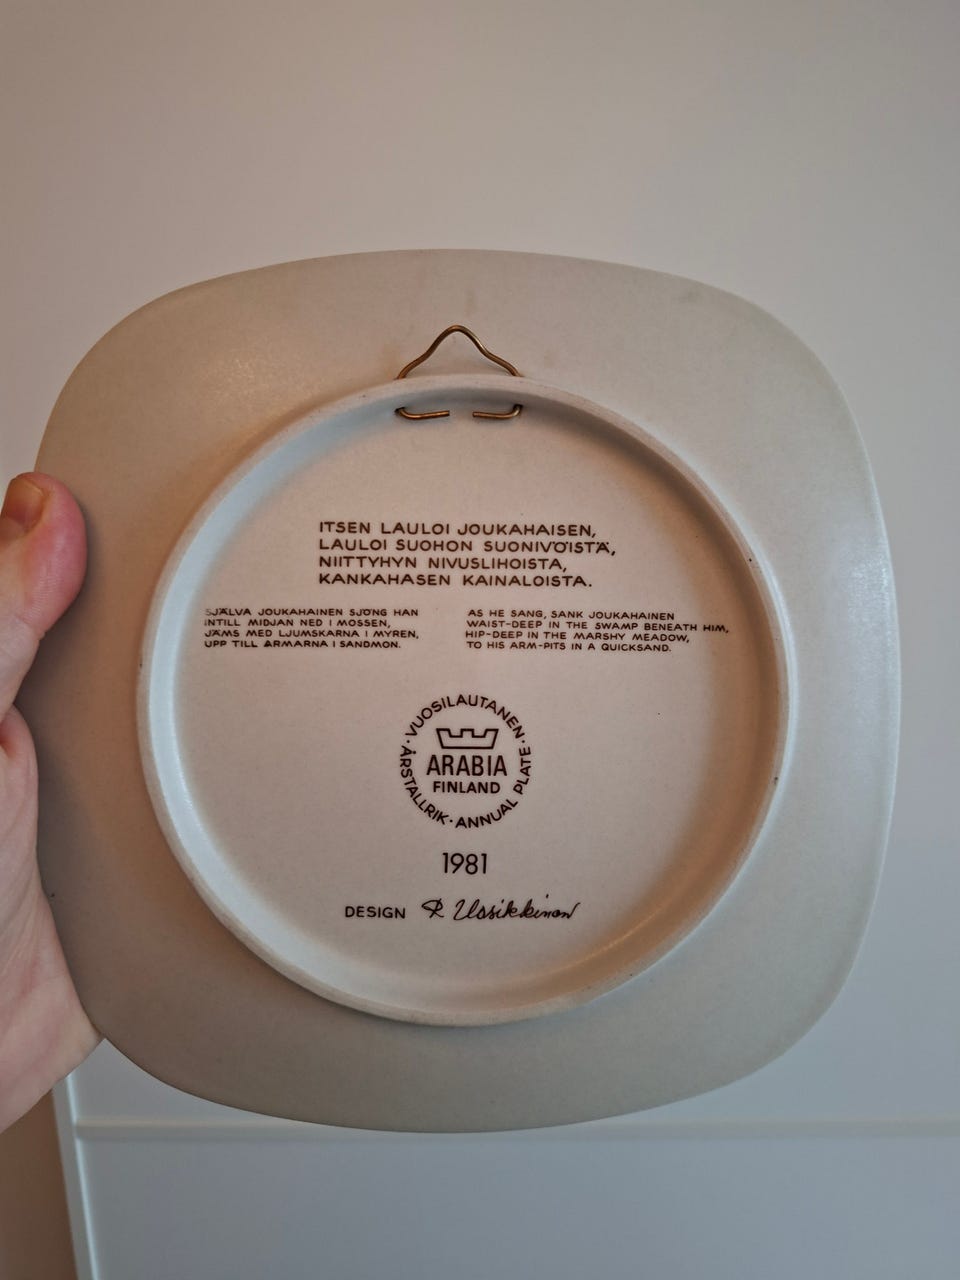 ITSEN LAULOI JOUKAHAISEN,
LAULOI SUOHON SUONIVÖISTÄ,
NIITTYHYN NIVUSLIHOISTA,
KANKAHASEN KAINALOISTA.
SJÄLVA JOUKAHAINEN SJÖNG HAN
INTILL MIDJAN NED I MOSSEN,
JÄMS MED LJUMSKARNA I MYREN,
UPP TILL ARMARNA I SANDMON.
AS HE SANG, SANK JOUKAHAINEN
WAIST-DEEP IN THE SWAMP BENEATH HIM,
HIP-DEEP IN THE MARSHY MEADOW,
TO HIS ARM-PITS IN A QUICKSAND.
· VUOSILAUTANEN · ANNUAL PLATE · ÅRSTALLRIK
ARABIA
FINLAND
1981
DESIGN R Uosikkinen